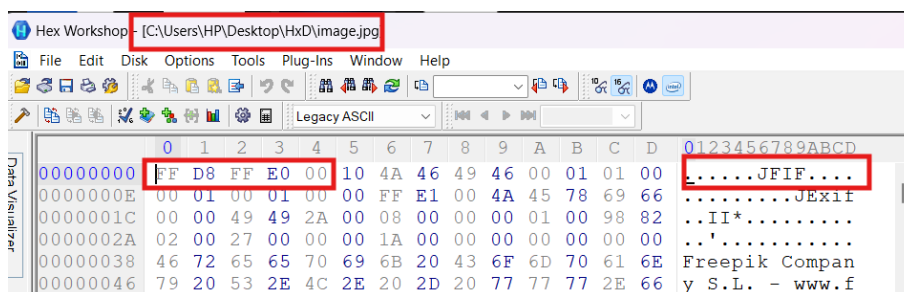 Hex Workshop - [C:\Users\HP\Desktop\HxD\image.jpg
File Edit Disk Options Tools Plug-Ins Window Help
Legacy ASCII
Data Visualizer
0 1 2 3 4 5 6 7 8 9 A B C D 0123456789ABCD
00000000 FF D8 FF E0 00 10 4A 46 49 46 00 01 01 00 ......JFIF....
0000000E 00 01 00 01 00 00 FF E1 00 4A 45 78 69 66 .........JExif
0000001C 00 00 49 49 2A 00 08 00 00 00 01 00 98 82 ..II*.........
0000002A 02 00 27 00 00 00 1A 00 00 00 00 00 00 00 ..'...........
00000038 46 72 65 65 70 69 6B 20 43 6F 6D 70 61 6E Freepik Compan
00000046 79 20 53 2E 4C 2E 20 2D 20 77 77 77 2E 66 y S.L. - www.f